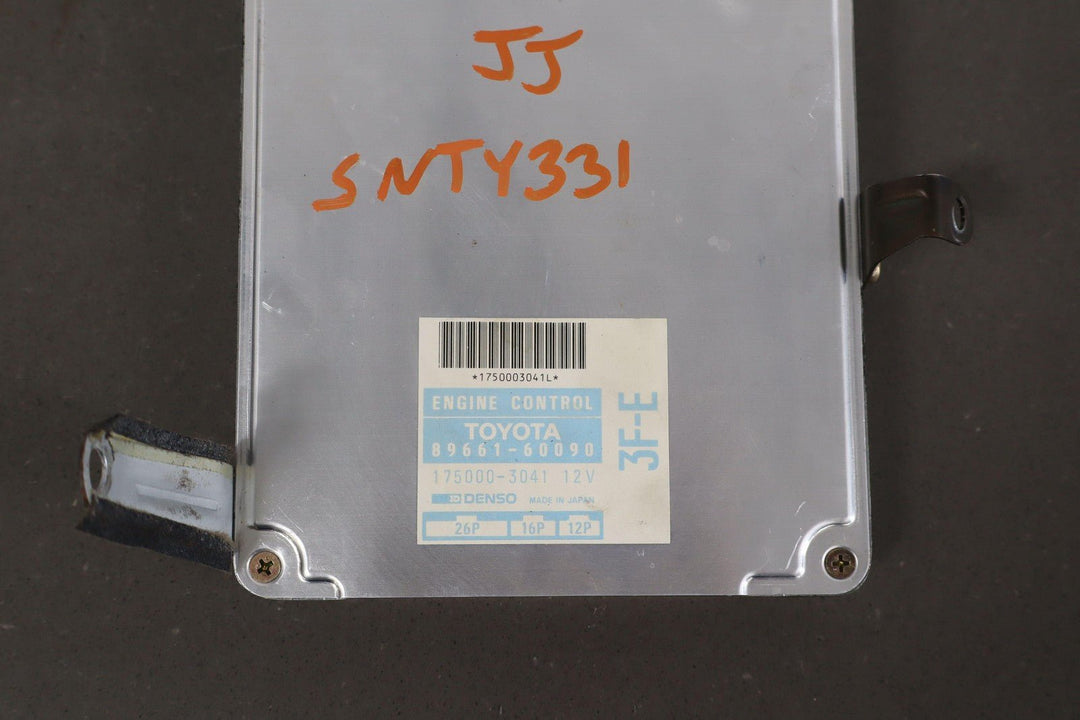 JJ
SNTY331
*1750003041L*
ENGINE CONTROL
TOYOTA
89661-60090
175000-3041 12V
DENSO MADE IN JAPAN
26P 16P 12P
3F-E